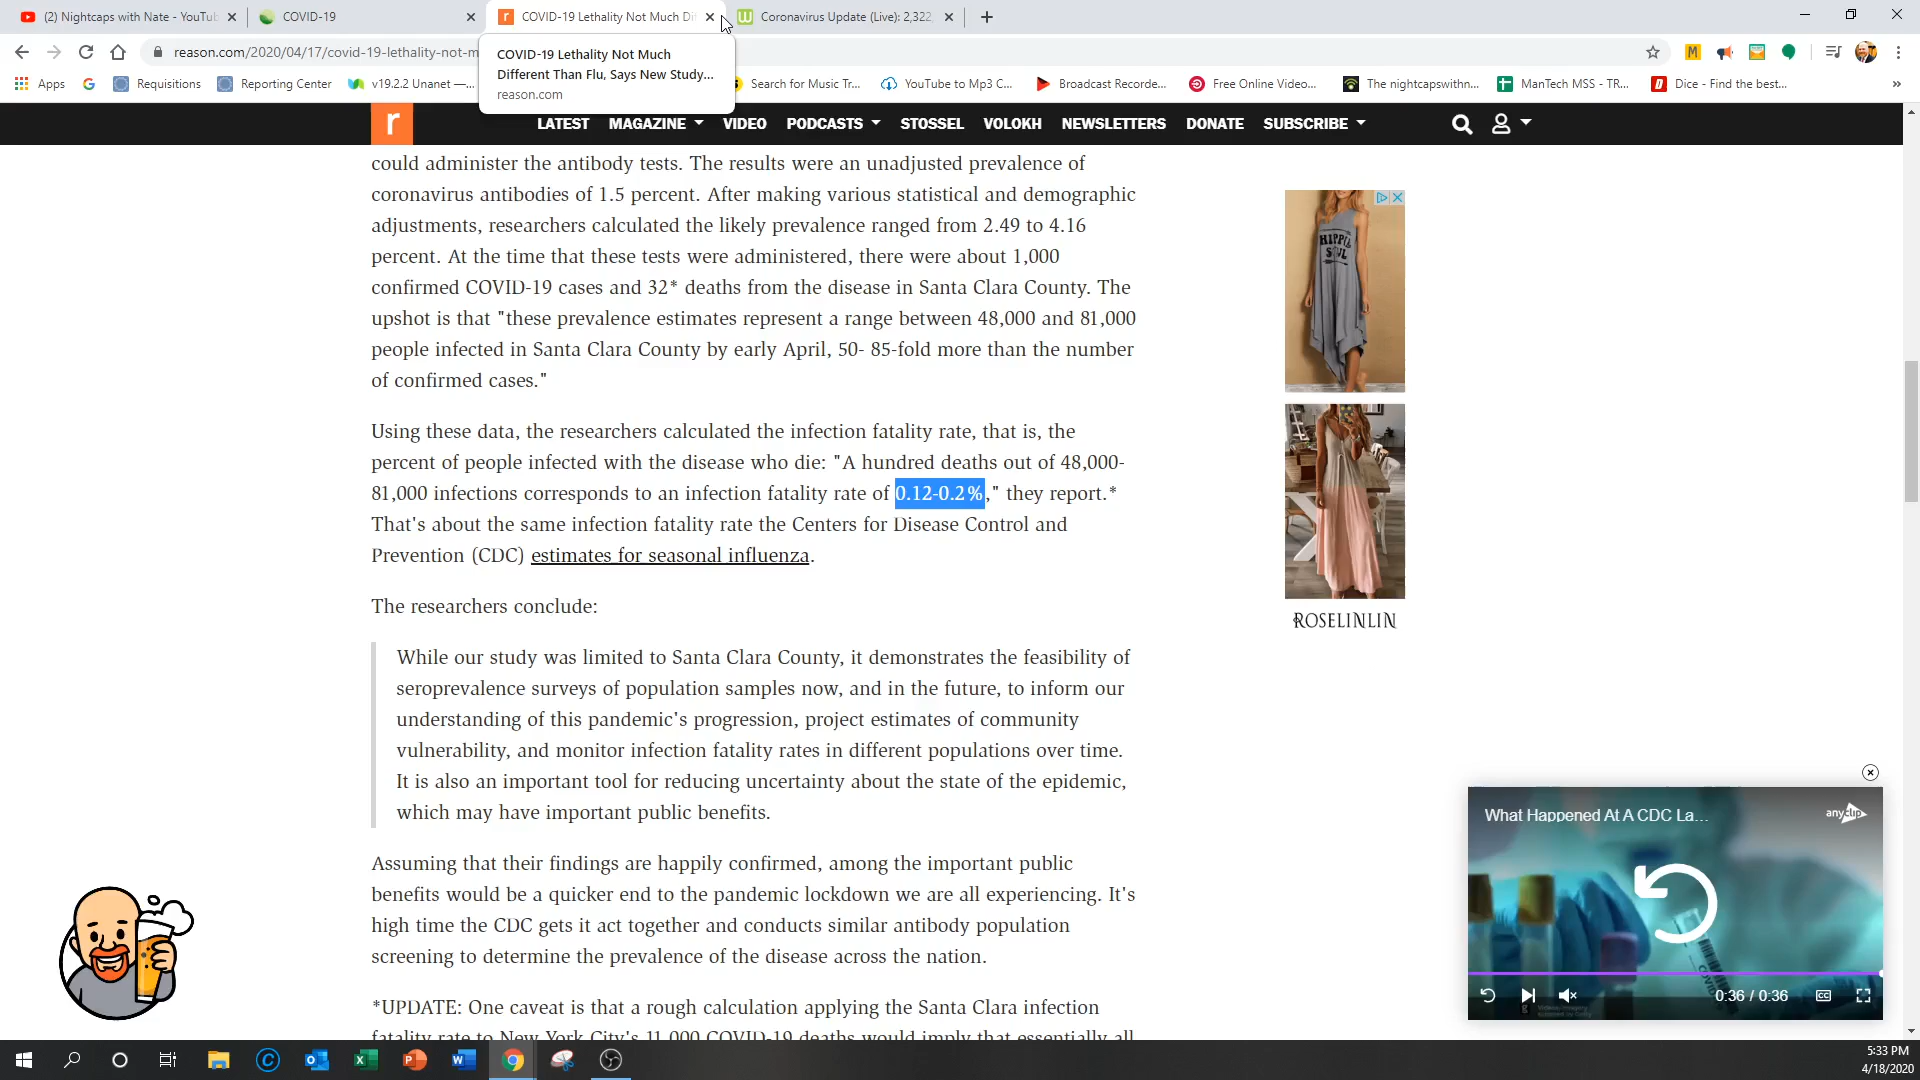 (2) Nightcaps with Nate - YouTub
COVID-19
COVID-19 Lethality Not Much Dif
Coronavirus Update (Live): 2,322
reason.com/2020/04/17/covid-19-lethality-not-m
COVID-19 Lethality Not Much
Different Than Flu, Says New Study...
reason.com
Apps
Requisitions
Reporting Center
v19.2.2 Unanet —...
Search for Music Tr...
YouTube to Mp3 C...
Broadcast Recorde...
Free Online Video...
The nightcapswithn...
ManTech MSS - TR...
Dice - Find the best...
r
LATEST MAGAZINE VIDEO PODCASTS STOSSEL VOLOKH NEWSLETTERS DONATE SUBSCRIBE
could administer the antibody tests. The results were an unadjusted prevalence of
coronavirus antibodies of 1.5 percent. After making various statistical and demographic
adjustments, researchers calculated the likely prevalence ranged from 2.49 to 4.16
percent. At the time that these tests were administered, there were about 1,000
confirmed COVID-19 cases and 32* deaths from the disease in Santa Clara County. The
upshot is that "these prevalence estimates represent a range between 48,000 and 81,000
people infected in Santa Clara County by early April, 50- 85-fold more than the number
of confirmed cases."
Using these data, the researchers calculated the infection fatality rate, that is, the
percent of people infected with the disease who die: "A hundred deaths out of 48,000-
81,000 infections corresponds to an infection fatality rate of 0.12-0.2%," they report.*
That's about the same infection fatality rate the Centers for Disease Control and
Prevention (CDC) estimates for seasonal influenza.
The researchers conclude:
While our study was limited to Santa Clara County, it demonstrates the feasibility of
seroprevalence surveys of population samples now, and in the future, to inform our
understanding of this pandemic's progression, project estimates of community
vulnerability, and monitor infection fatality rates in different populations over time.
It is also an important tool for reducing uncertainty about the state of the epidemic,
which may have important public benefits.
Assuming that their findings are happily confirmed, among the important public
benefits would be a quicker end to the pandemic lockdown we are all experiencing. It's
high time the CDC gets it act together and conducts similar antibody population
screening to determine the prevalence of the disease across the nation.
*UPDATE: One caveat is that a rough calculation applying the Santa Clara infection
fatality rate to New York City's 11,000 COVID-19 deaths would imply that essentially all
HIPPIE
SOUL
ROSELINLIN
What Happened At A CDC La...
anyclip
0:36 / 0:36
5:33 PM
4/18/2020